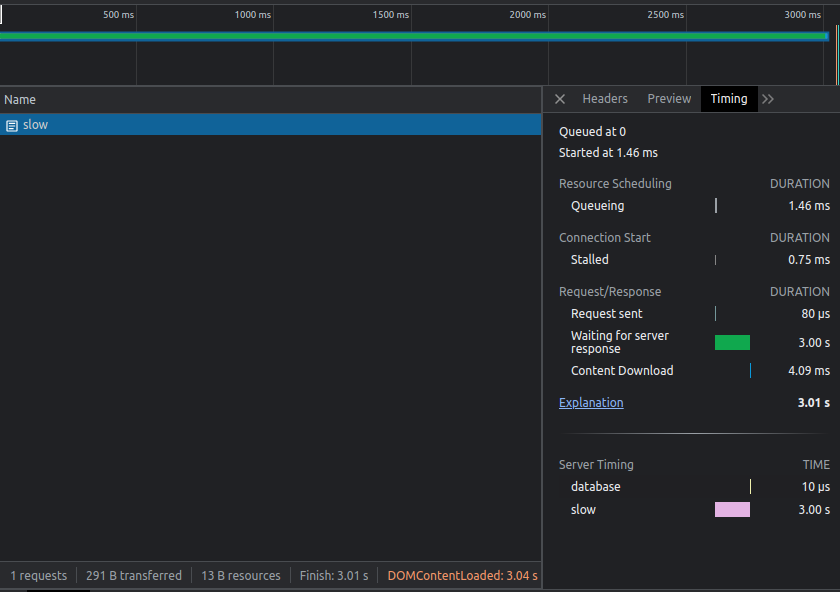 500 ms 1000 ms 1500 ms 2000 ms 2500 ms 3000 ms
Name
slow
Headers Preview Timing
Queued at 0
Started at 1.46 ms
Resource Scheduling DURATION
Queueing 1.46 ms
Connection Start DURATION
Stalled 0.75 ms
Request/Response DURATION
Request sent 80 μs
Waiting for server
response 3.00 s
Content Download 4.09 ms
Explanation 3.01 s
Server Timing TIME
database 10 μs
slow 3.00 s
1 requests 291 B transferred 13 B resources Finish: 3.01 s DOMContentLoaded: 3.04 s